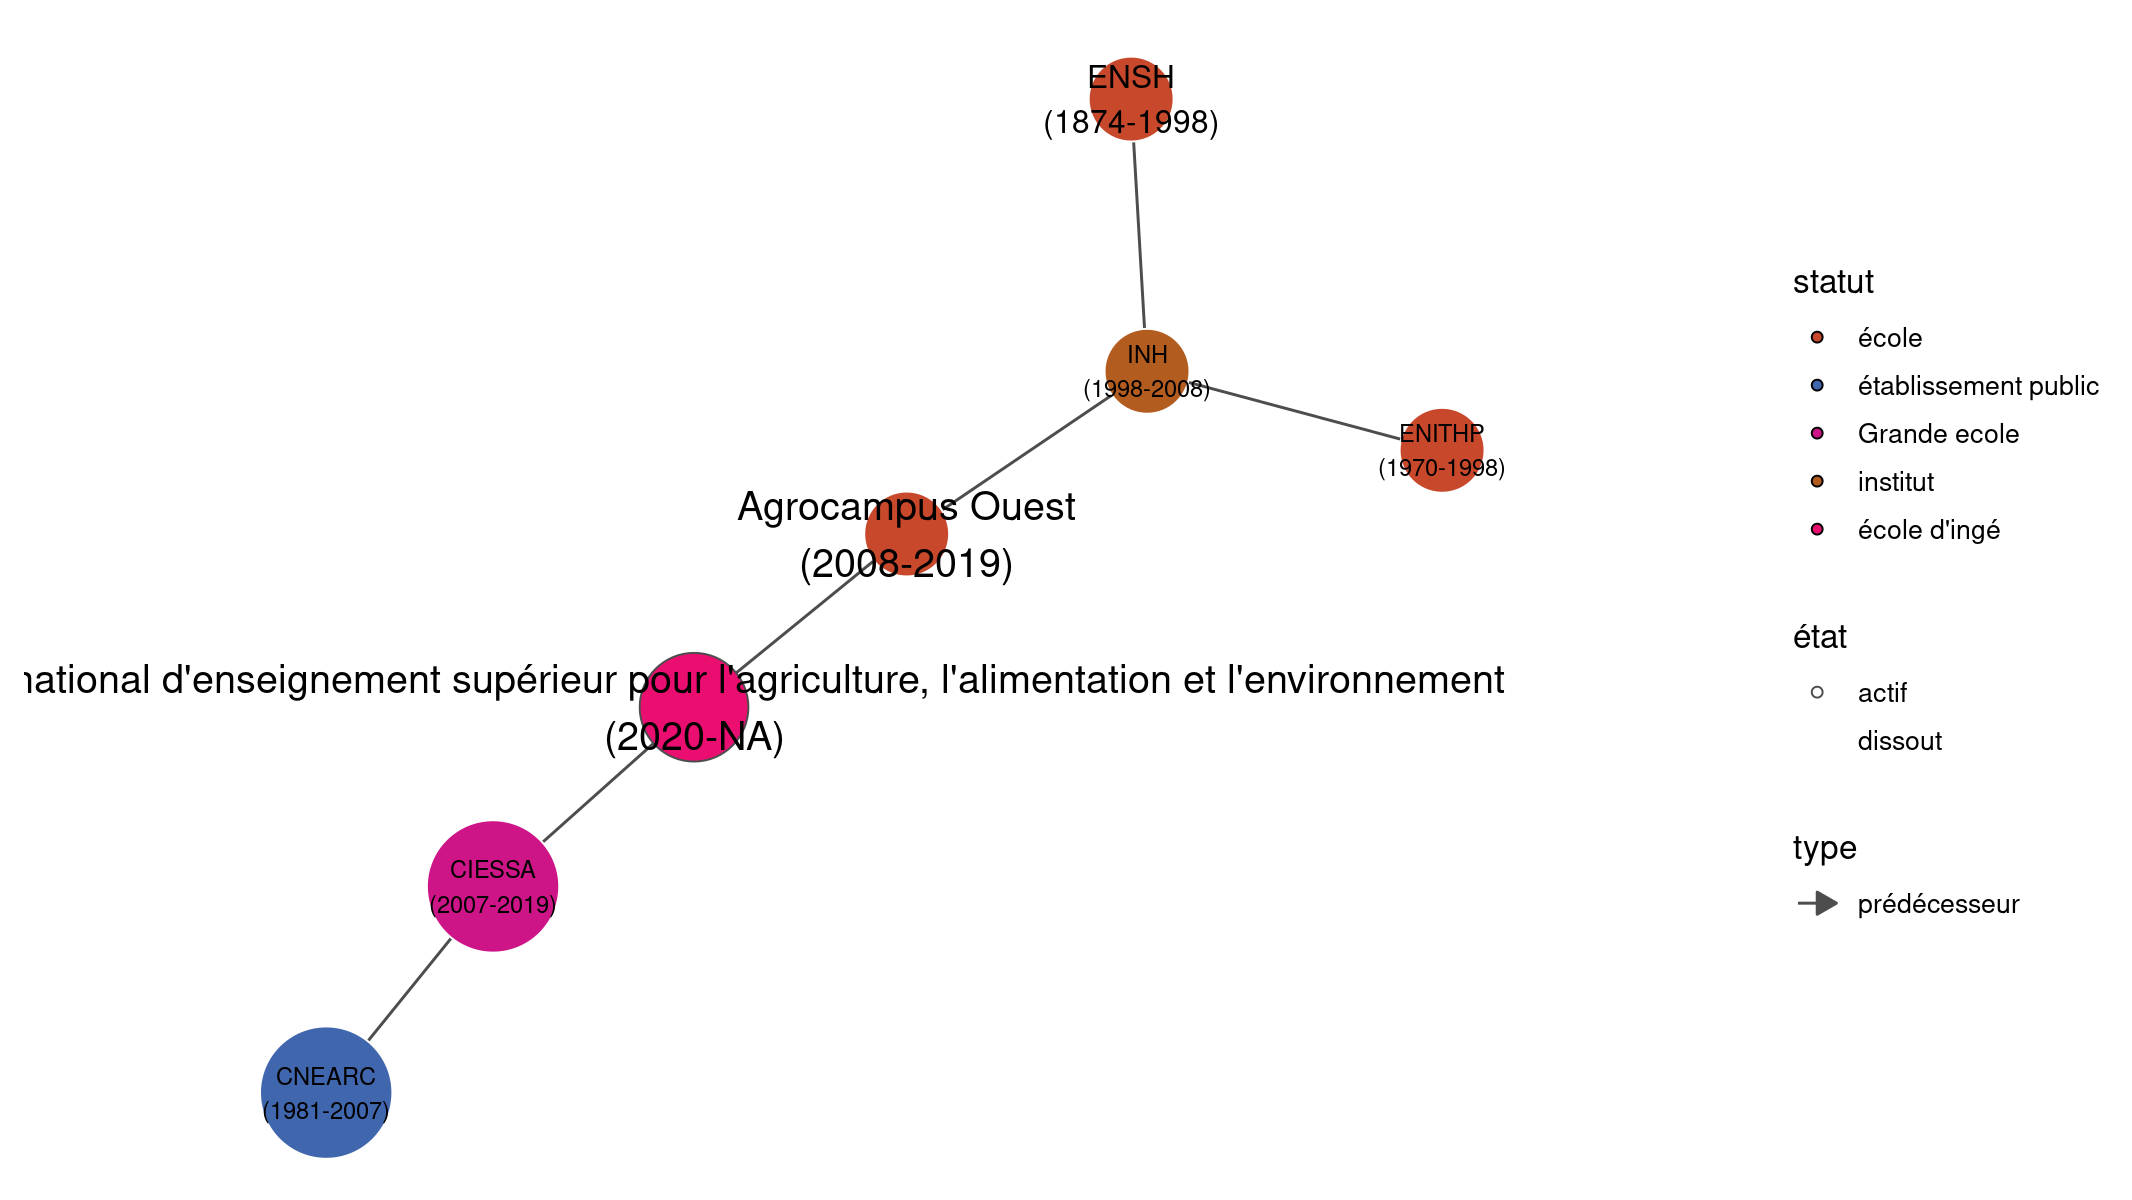 ENSH
(1874-1998)
INH
(1998-2008)
ENITHP
(1970-1998)
Agrocampus Ouest
(2008-2019)
national d'enseignement supérieur pour l'agriculture, l'alimentation et l'environnement
(2020-NA)
CIESSA
(2007-2019)
CNEARC
(1981-2007)
statut
école
établissement public
Grande ecole
institut
école d'ingé
état
actif
dissout
type
prédécesseur